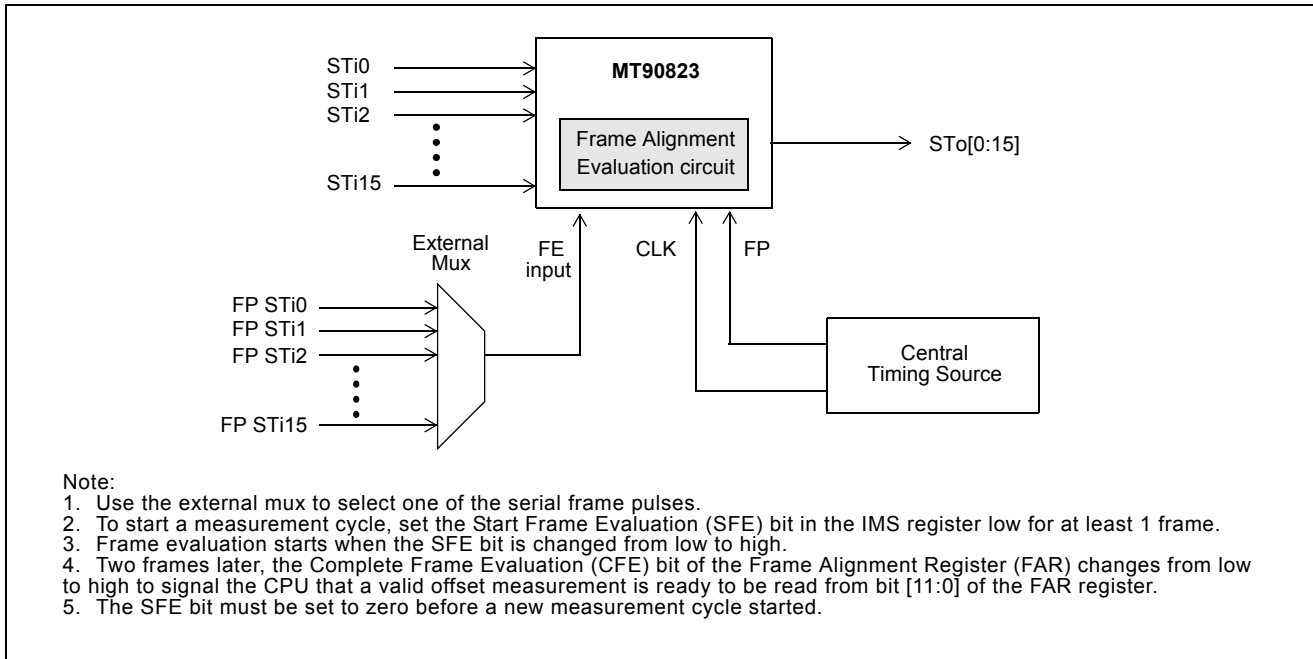 STi0
STi1
STi2
STi15
MT90823
Frame Alignment
Evaluation circuit
STo[0:15]
External
Mux
FE
input
CLK
FP
FP STi0
FP STi1
FP STi2
FP STi15
Central
Timing Source
Note:
1. Use the external mux to select one of the serial frame pulses.
2. To start a measurement cycle, set the Start Frame Evaluation (SFE) bit in the IMS register low for at least 1 frame.
3. Frame evaluation starts when the SFE bit is changed from low to high.
4. Two frames later, the Complete Frame Evaluation (CFE) bit of the Frame Alignment Register (FAR) changes from low
to high to signal the CPU that a valid offset measurement is ready to be read from bit [11:0] of the FAR register.
5. The SFE bit must be set to zero before a new measurement cycle started.